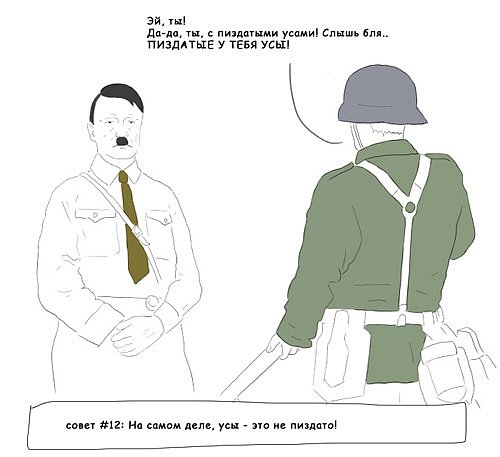 Эй, ты!
Да-да, ты, с пиздатыми усами! Слышь бля..
ПИЗДАТЫЕ У ТЕБЯ УСЫ!
совет #12: На самом деле, усы - это не пиздато!